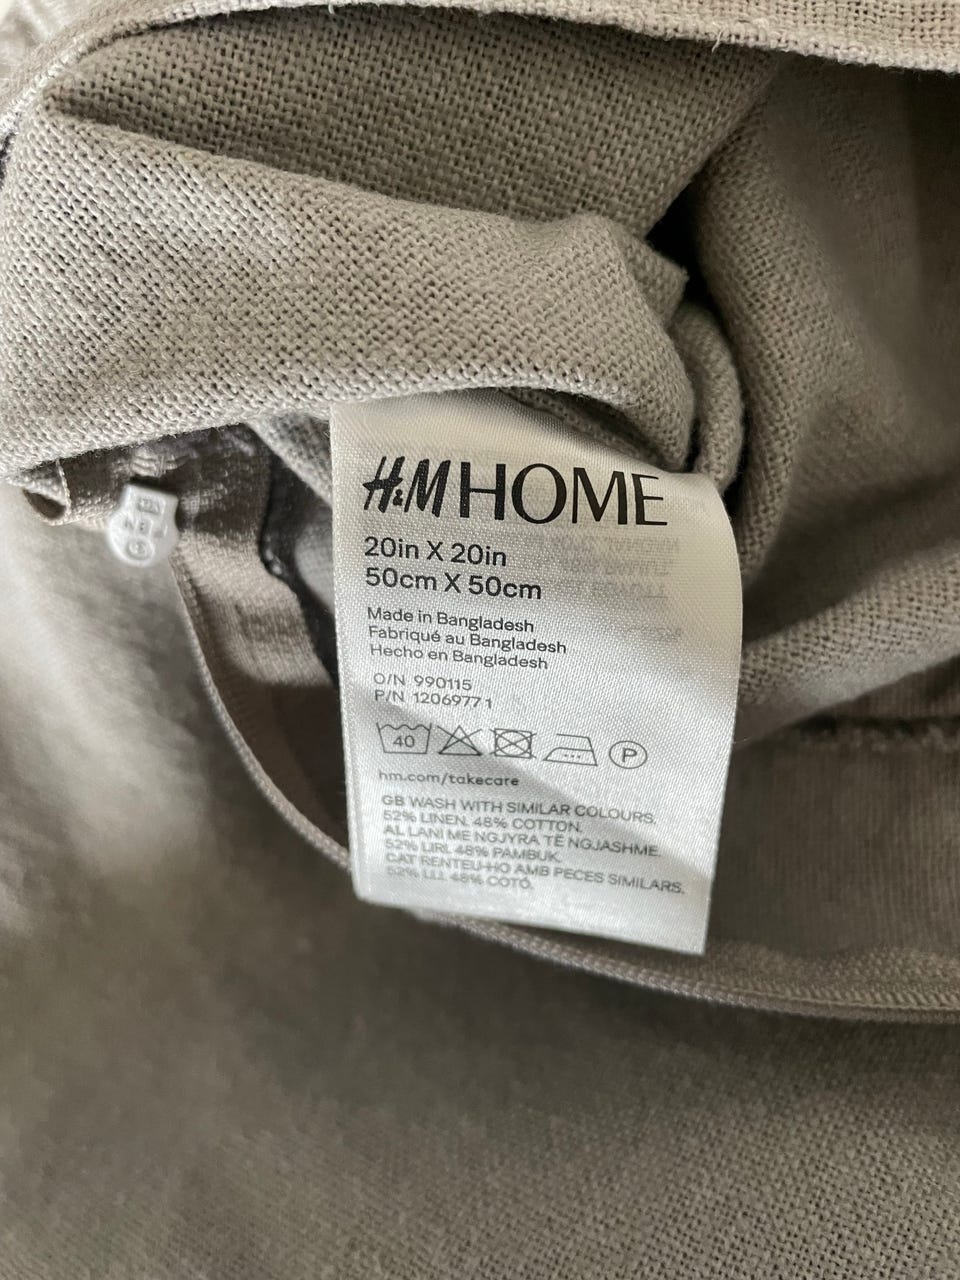 H&M HOME
20in X 20in
50cm X 50cm
Made in Bangladesh
Fabriqué au Bangladesh
Hecho en Bangladesh
O/N 990115
P/N 1206977 1
40
P
hm.com/takecare
GB WASH WITH SIMILAR COLOURS.
52% LINEN. 48% COTTON.
AL LANI ME NGJYRA TË NGJASHME.
52% LIRI. 48% PAMBUK.
CAT RENTEU-HO AMB PECES SIMILARS.
52% LLI. 48% COTÓ.